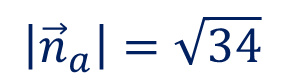 |n⃗ₐ| = √34